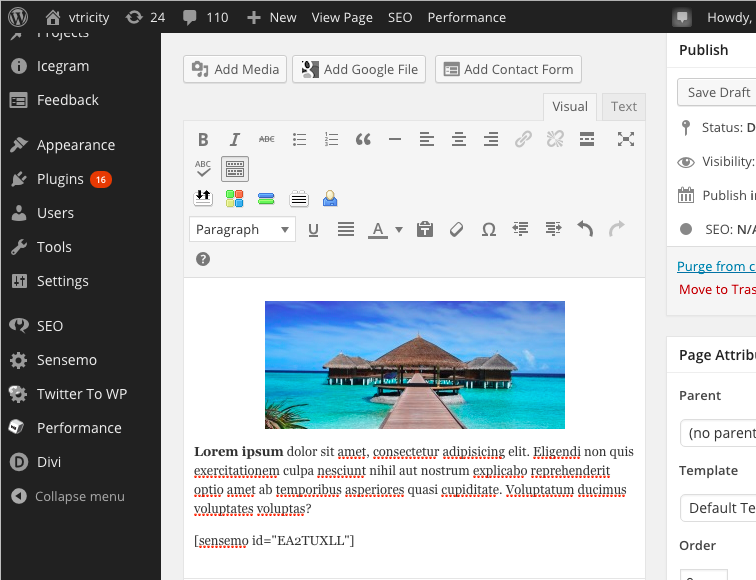 vtricity 24 110 New View Page SEO Performance Howdy,
Projects
Icegram
Feedback
Appearance
Plugins 16
Users
Tools
Settings
SEO
Sensemo
Twitter To WP
Performance
Divi
Collapse menu
Add Media Add Google File Add Contact Form
Visual Text
B I ABC
ABC
Paragraph U A Ω
?
Lorem ipsum dolor sit amet, consectetur adipisicing elit. Eligendi non quis
exercitationem culpa nesciunt nihil aut nostrum explicabo reprehenderit
optio amet ab temporibus asperiores quasi cupiditate. Voluptatum ducimus
voluptates voluptas?
[sensemo id="EA2TUXLL"]
Publish
Save Draft
Status: D
Visibility:
Publish i
SEO: N/A
Purge from c
Move to Tras
Page Attribu
Parent
(no parent
Template
Default Te
Order